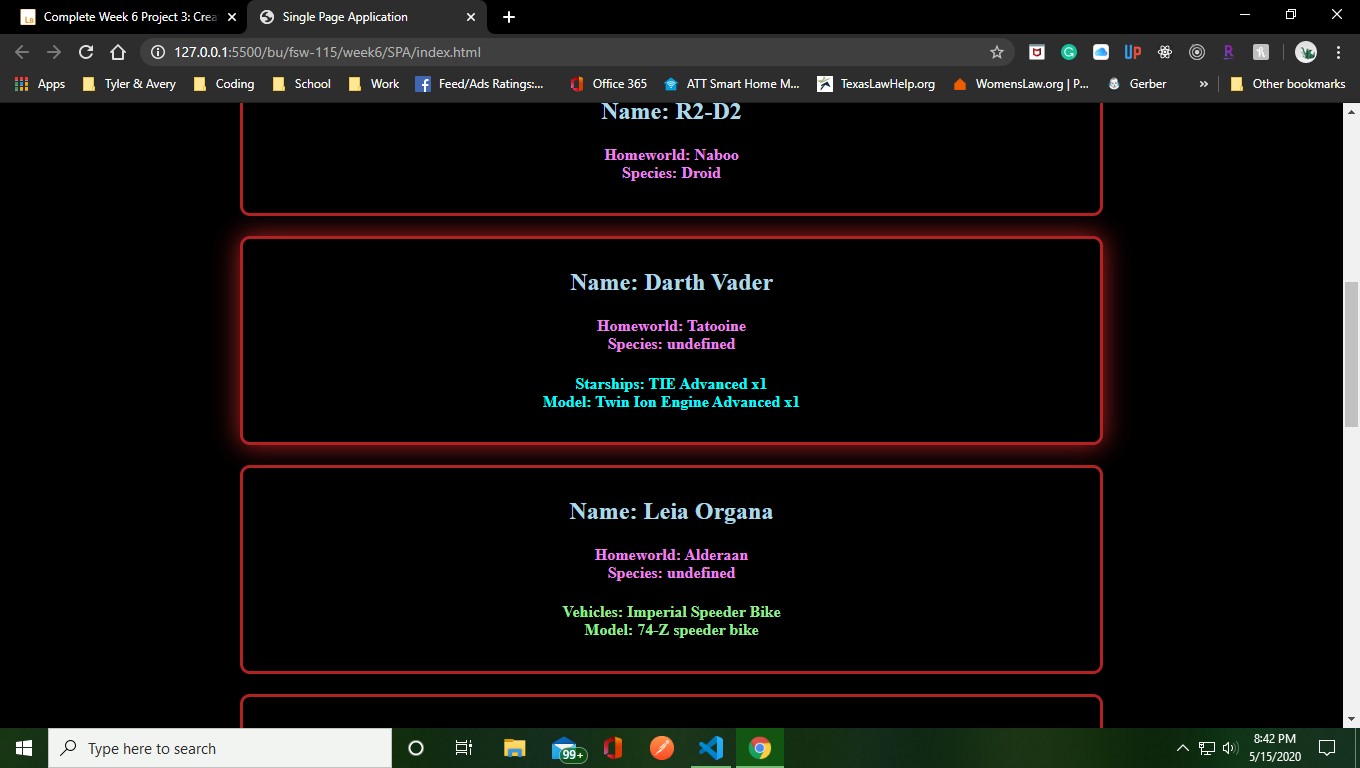 Complete Week 6 Project 3: Crea
Single Page Application
127.0.0.1:5500/bu/fsw-115/week6/SPA/index.html
Apps
Tyler & Avery
Coding
School
Work
Feed/Ads Ratings:...
Office 365
ATT Smart Home M...
TexasLawHelp.org
WomensLaw.org | P...
Gerber
»
Other bookmarks
Name: R2-D2
Homeworld: Naboo
Species: Droid
Name: Darth Vader
Homeworld: Tatooine
Species: undefined
Starships: TIE Advanced x1
Model: Twin Ion Engine Advanced x1
Name: Leia Organa
Homeworld: Alderaan
Species: undefined
Vehicles: Imperial Speeder Bike
Model: 74-Z speeder bike
Type here to search
99+
8:42 PM
5/15/2020